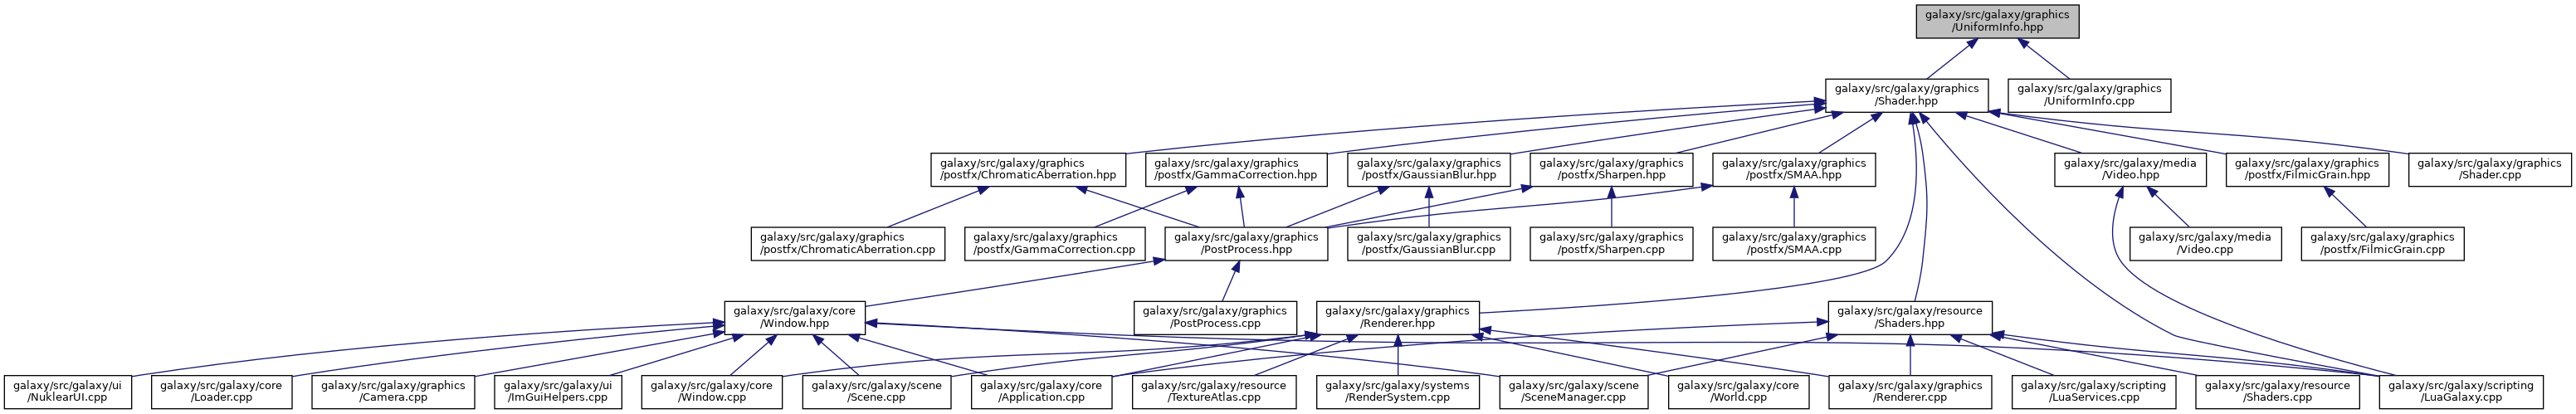 galaxy/src/galaxy/graphics
/UniformInfo.hpp
galaxy/src/galaxy/graphics
/Shader.hpp
galaxy/src/galaxy/graphics
/UniformInfo.cpp
galaxy/src/galaxy/graphics
/postfx/ChromaticAberration.hpp
galaxy/src/galaxy/graphics
/postfx/GammaCorrection.hpp
galaxy/src/galaxy/graphics
/postfx/GaussianBlur.hpp
galaxy/src/galaxy/graphics
/postfx/Sharpen.hpp
galaxy/src/galaxy/graphics
/postfx/SMAA.hpp
galaxy/src/galaxy/media
/Video.hpp
galaxy/src/galaxy/graphics
/postfx/FilmicGrain.hpp
galaxy/src/galaxy/graphics
/Shader.cpp
galaxy/src/galaxy/graphics
/postfx/ChromaticAberration.cpp
galaxy/src/galaxy/graphics
/postfx/GammaCorrection.cpp
galaxy/src/galaxy/graphics
/PostProcess.hpp
galaxy/src/galaxy/graphics
/postfx/GaussianBlur.cpp
galaxy/src/galaxy/graphics
/postfx/Sharpen.cpp
galaxy/src/galaxy/graphics
/postfx/SMAA.cpp
galaxy/src/galaxy/media
/Video.cpp
galaxy/src/galaxy/graphics
/postfx/FilmicGrain.cpp
galaxy/src/galaxy/core
/Window.hpp
galaxy/src/galaxy/graphics
/PostProcess.cpp
galaxy/src/galaxy/graphics
/Renderer.hpp
galaxy/src/galaxy/resource
/Shaders.hpp
galaxy/src/galaxy/ui
/NuklearUI.cpp
galaxy/src/galaxy/core
/Loader.cpp
galaxy/src/galaxy/graphics
/Camera.cpp
galaxy/src/galaxy/ui
/ImGuiHelpers.cpp
galaxy/src/galaxy/core
/Window.cpp
galaxy/src/galaxy/scene
/Scene.cpp
galaxy/src/galaxy/core
/Application.cpp
galaxy/src/galaxy/resource
/TextureAtlas.cpp
galaxy/src/galaxy/systems
/RenderSystem.cpp
galaxy/src/galaxy/scene
/SceneManager.cpp
galaxy/src/galaxy/core
/World.cpp
galaxy/src/galaxy/graphics
/Renderer.cpp
galaxy/src/galaxy/scripting
/LuaServices.cpp
galaxy/src/galaxy/resource
/Shaders.cpp
galaxy/src/galaxy/scripting
/LuaGalaxy.cpp